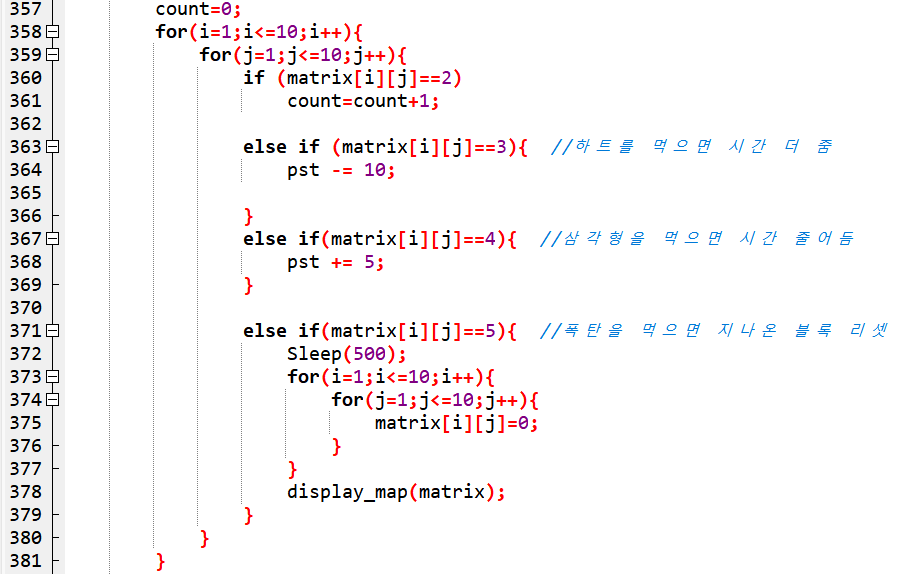 357 count=0;
358 for(i=1;i<=10;i++){
359 for(j=1;j<=10;j++){
360 if (matrix[i][j]==2)
361 count=count+1;
362
363 else if (matrix[i][j]==3){ //하트를 먹으면 시간 더 줌
364 pst -= 10;
365
366 }
367 else if(matrix[i][j]==4){ //삼각형을 먹으면 시간 줄어듬
368 pst += 5;
369 }
370
371 else if(matrix[i][j]==5){ //폭탄을 먹으면 지나온 블록 리셋
372 Sleep(500);
373 for(i=1;i<=10;i++){
374 for(j=1;j<=10;j++){
375 matrix[i][j]=0;
376 }
377 }
378 display_map(matrix);
379 }
380 }
381 }